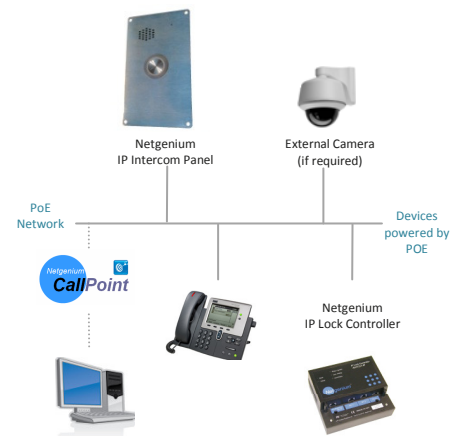 Netgenium
IP Intercom Panel
External Camera
(if required)
PoE
Network
Devices
powered by
POE
Netgenium
CallPoint
Netgenium
IP Lock Controller